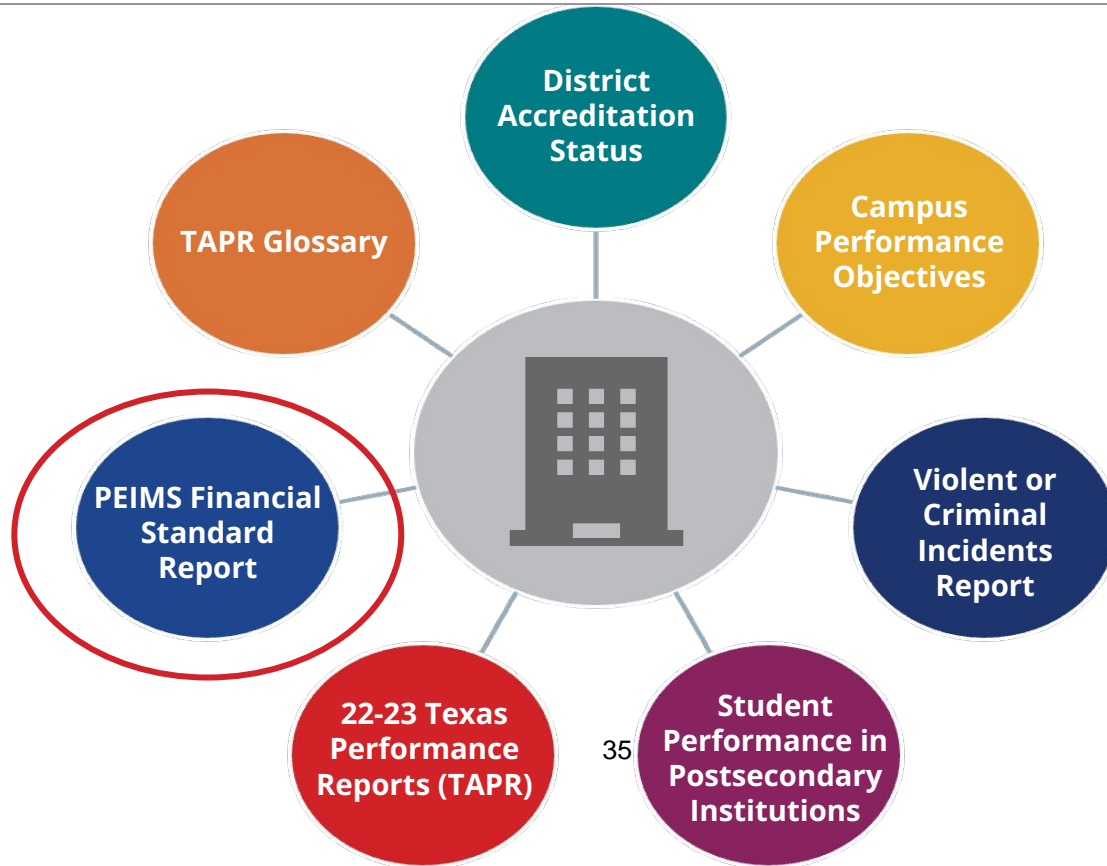 District
Accreditation
Status
Campus
Performance
Objectives
TAPR Glossary
PEIMS Financial
Standard
Report
Violent or
Criminal
Incidents
Report
22-23 Texas
Performance
Reports (TAPR)
35
Student
Performance in
Postsecondary
Institutions